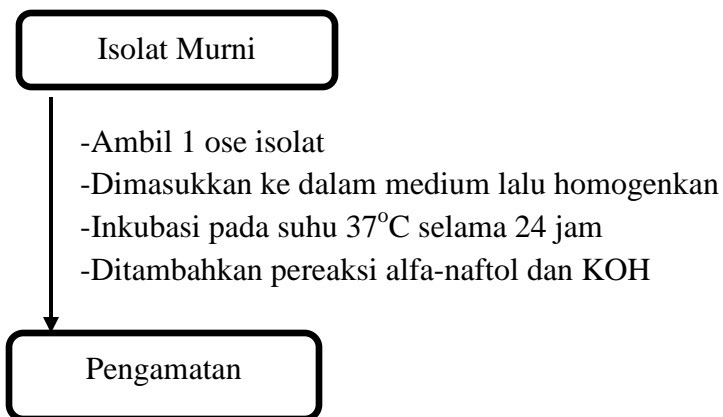 Isolat Murni
-Ambil 1 ose isolat
-Dimasukkan ke dalam medium lalu homogenkan
-Inkubasi pada suhu 37°C selama 24 jam
-Ditambahkan pereaksi alfa-naftol dan KOH
Pengamatan